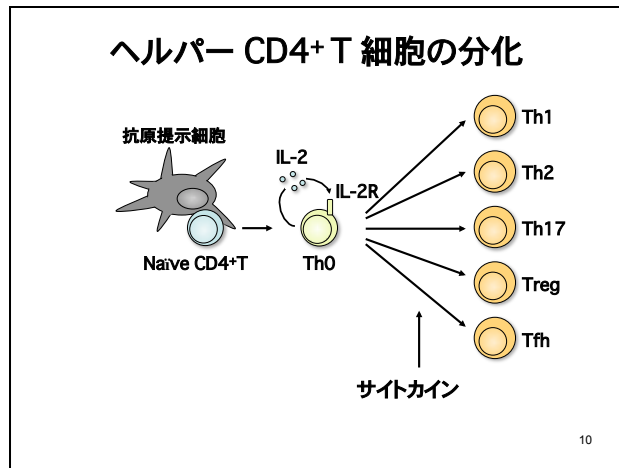 ヘルパー CD4⁺ T 細胞の分化
抗原提示細胞
IL-2
IL-2R
Naïve CD4⁺T
Th0
Th1
Th2
Th17
Treg
Tfh
サイトカイン
10